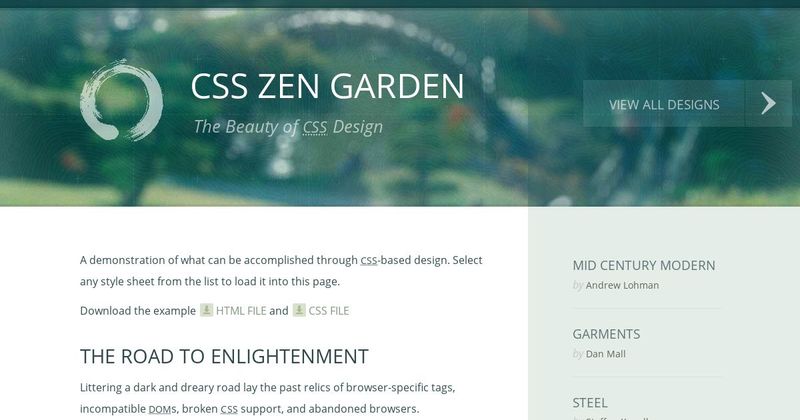 CSS ZEN GARDEN
The Beauty of CSS Design
VIEW ALL DESIGNS
A demonstration of what can be accomplished through CSS-based design. Select
any style sheet from the list to load it into this page.
Download the example HTML FILE and CSS FILE
THE ROAD TO ENLIGHTENMENT
Littering a dark and dreary road lay the past relics of browser-specific tags,
incompatible DOMs, broken CSS support, and abandoned browsers.
MID CENTURY MODERN
by Andrew Lohman
GARMENTS
by Dan Mall
STEEL
by